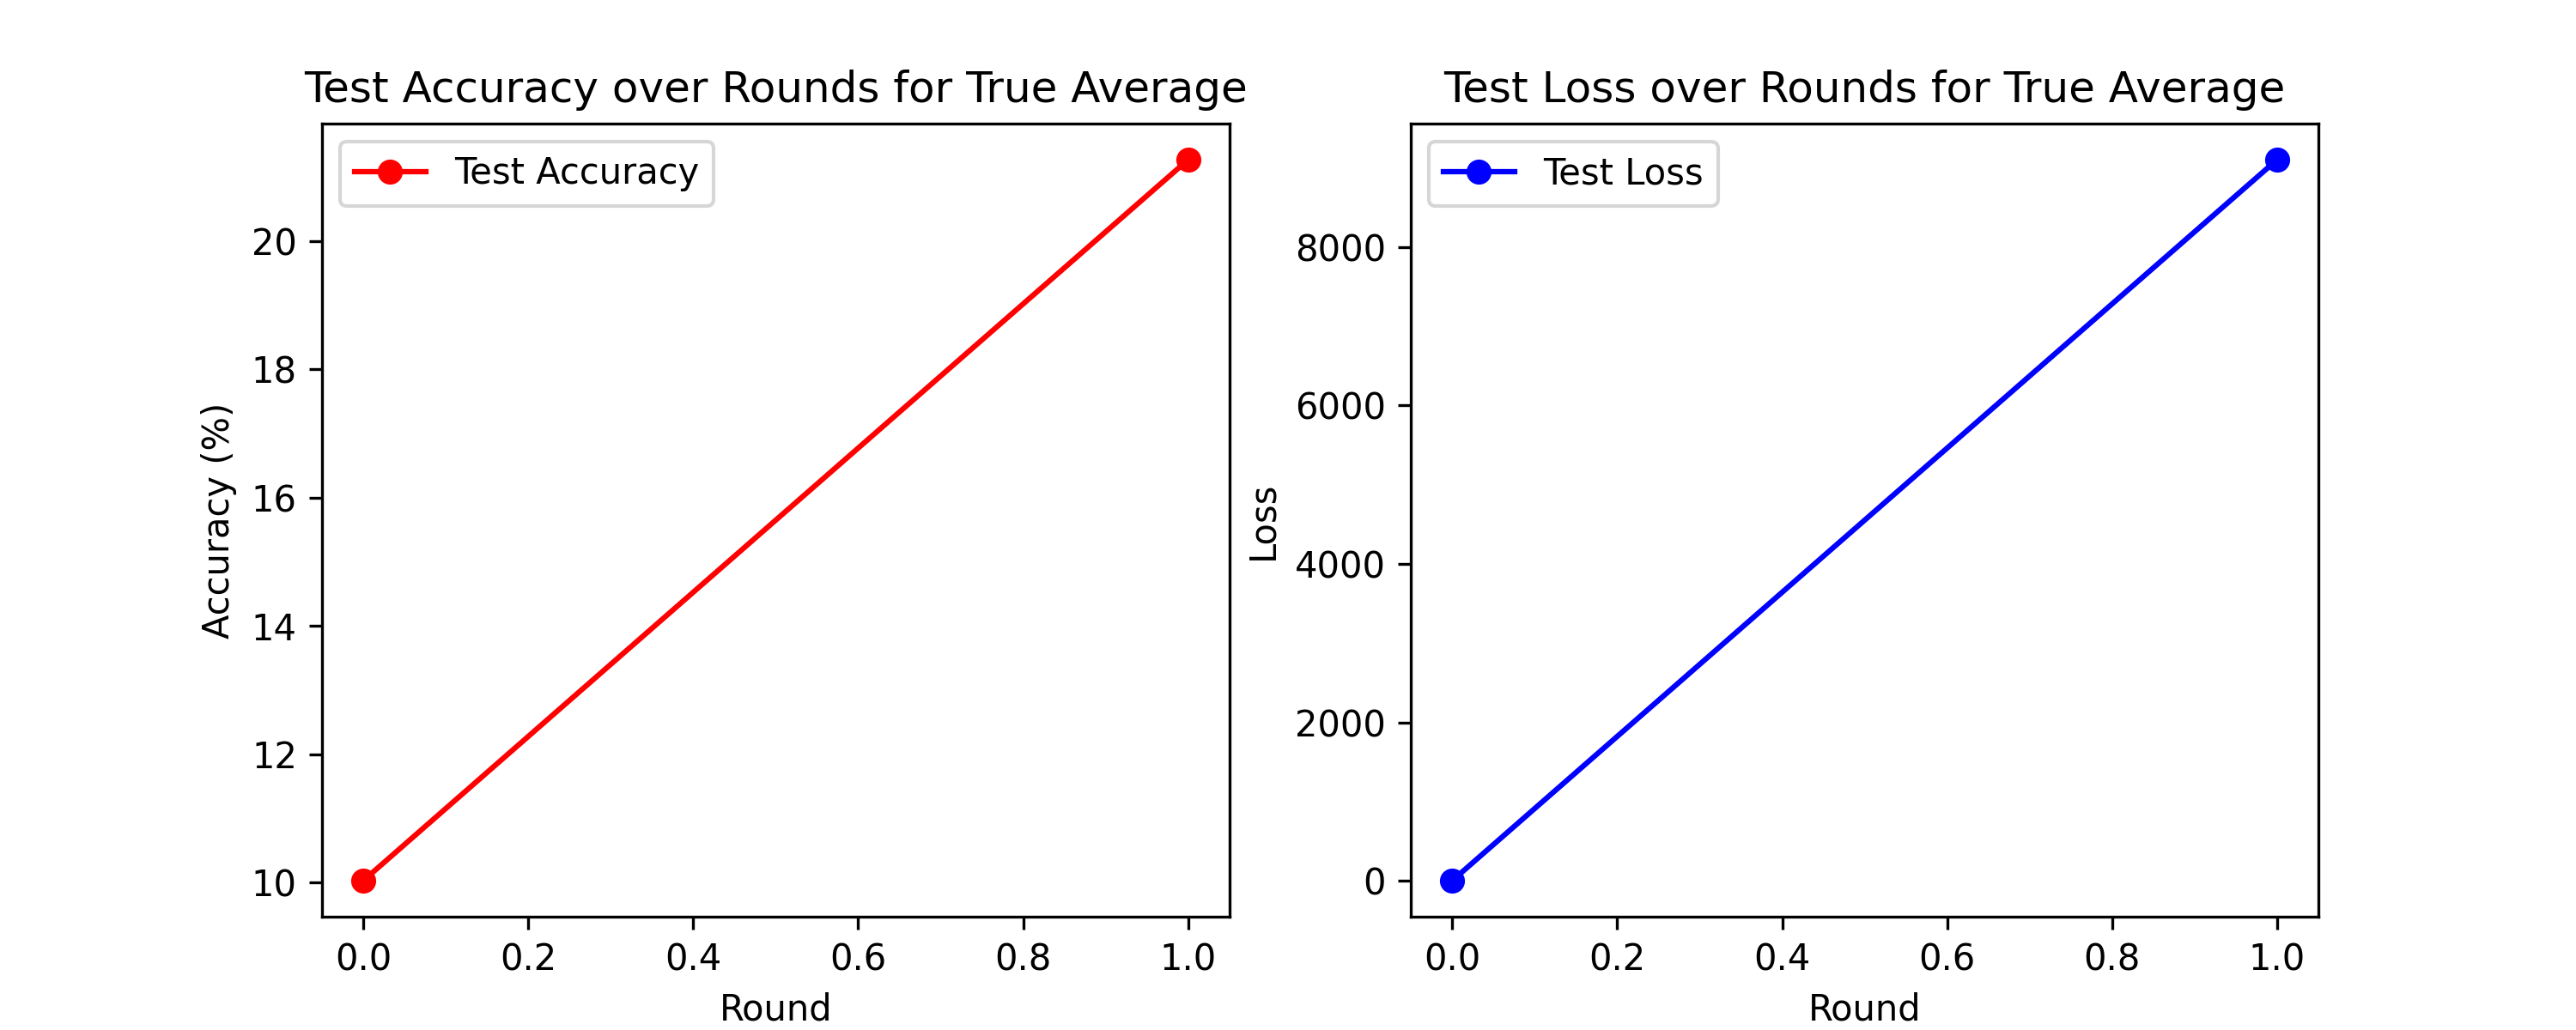 Test Accuracy over Rounds for True Average
Test Accuracy
20
18
16
14
12
10
Accuracy (%)
0.0 0.2 0.4 0.6 0.8 1.0
Round
Test Loss over Rounds for True Average
Test Loss
8000
6000
4000
2000
0
Loss
0.0 0.2 0.4 0.6 0.8 1.0
Round